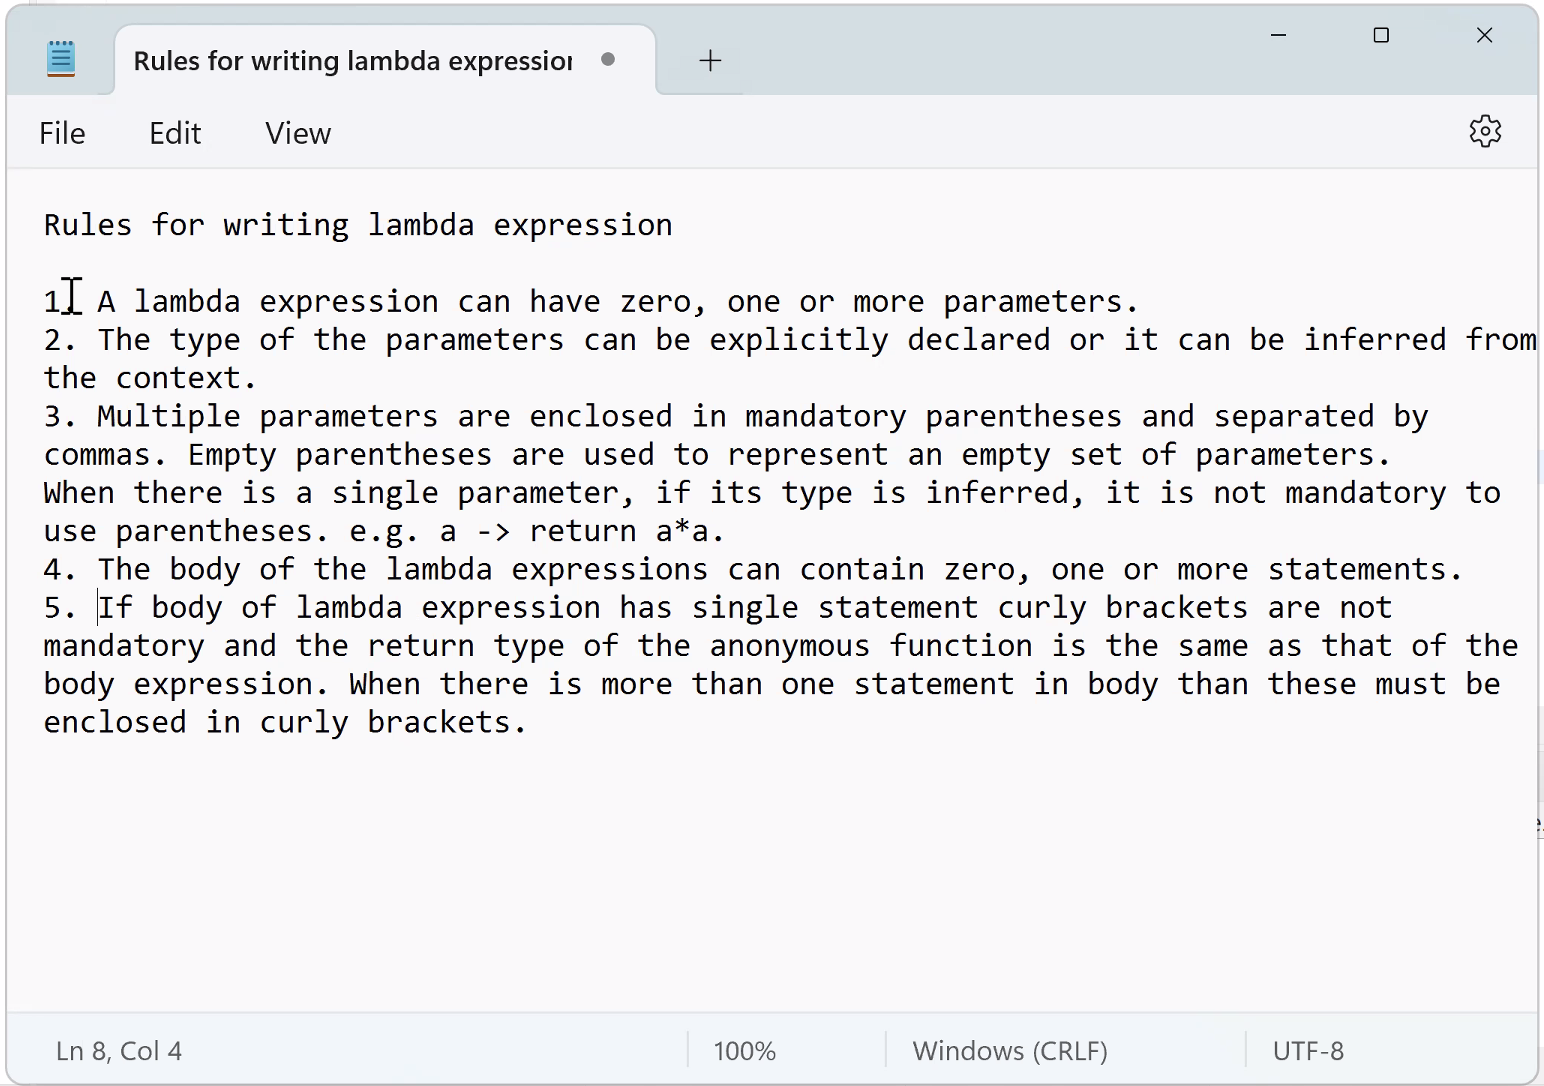 Rules for writing lambda expression
File Edit View
Rules for writing lambda expression
1. A lambda expression can have zero, one or more parameters.
2. The type of the parameters can be explicitly declared or it can be inferred from
the context.
3. Multiple parameters are enclosed in mandatory parentheses and separated by
commas. Empty parentheses are used to represent an empty set of parameters.
When there is a single parameter, if its type is inferred, it is not mandatory to
use parentheses. e.g. a -> return a*a.
4. The body of the lambda expressions can contain zero, one or more statements.
5. If body of lambda expression has single statement curly brackets are not
mandatory and the return type of the anonymous function is the same as that of the
body expression. When there is more than one statement in body than these must be
enclosed in curly brackets.
Ln 8, Col 4 100% Windows (CRLF) UTF-8